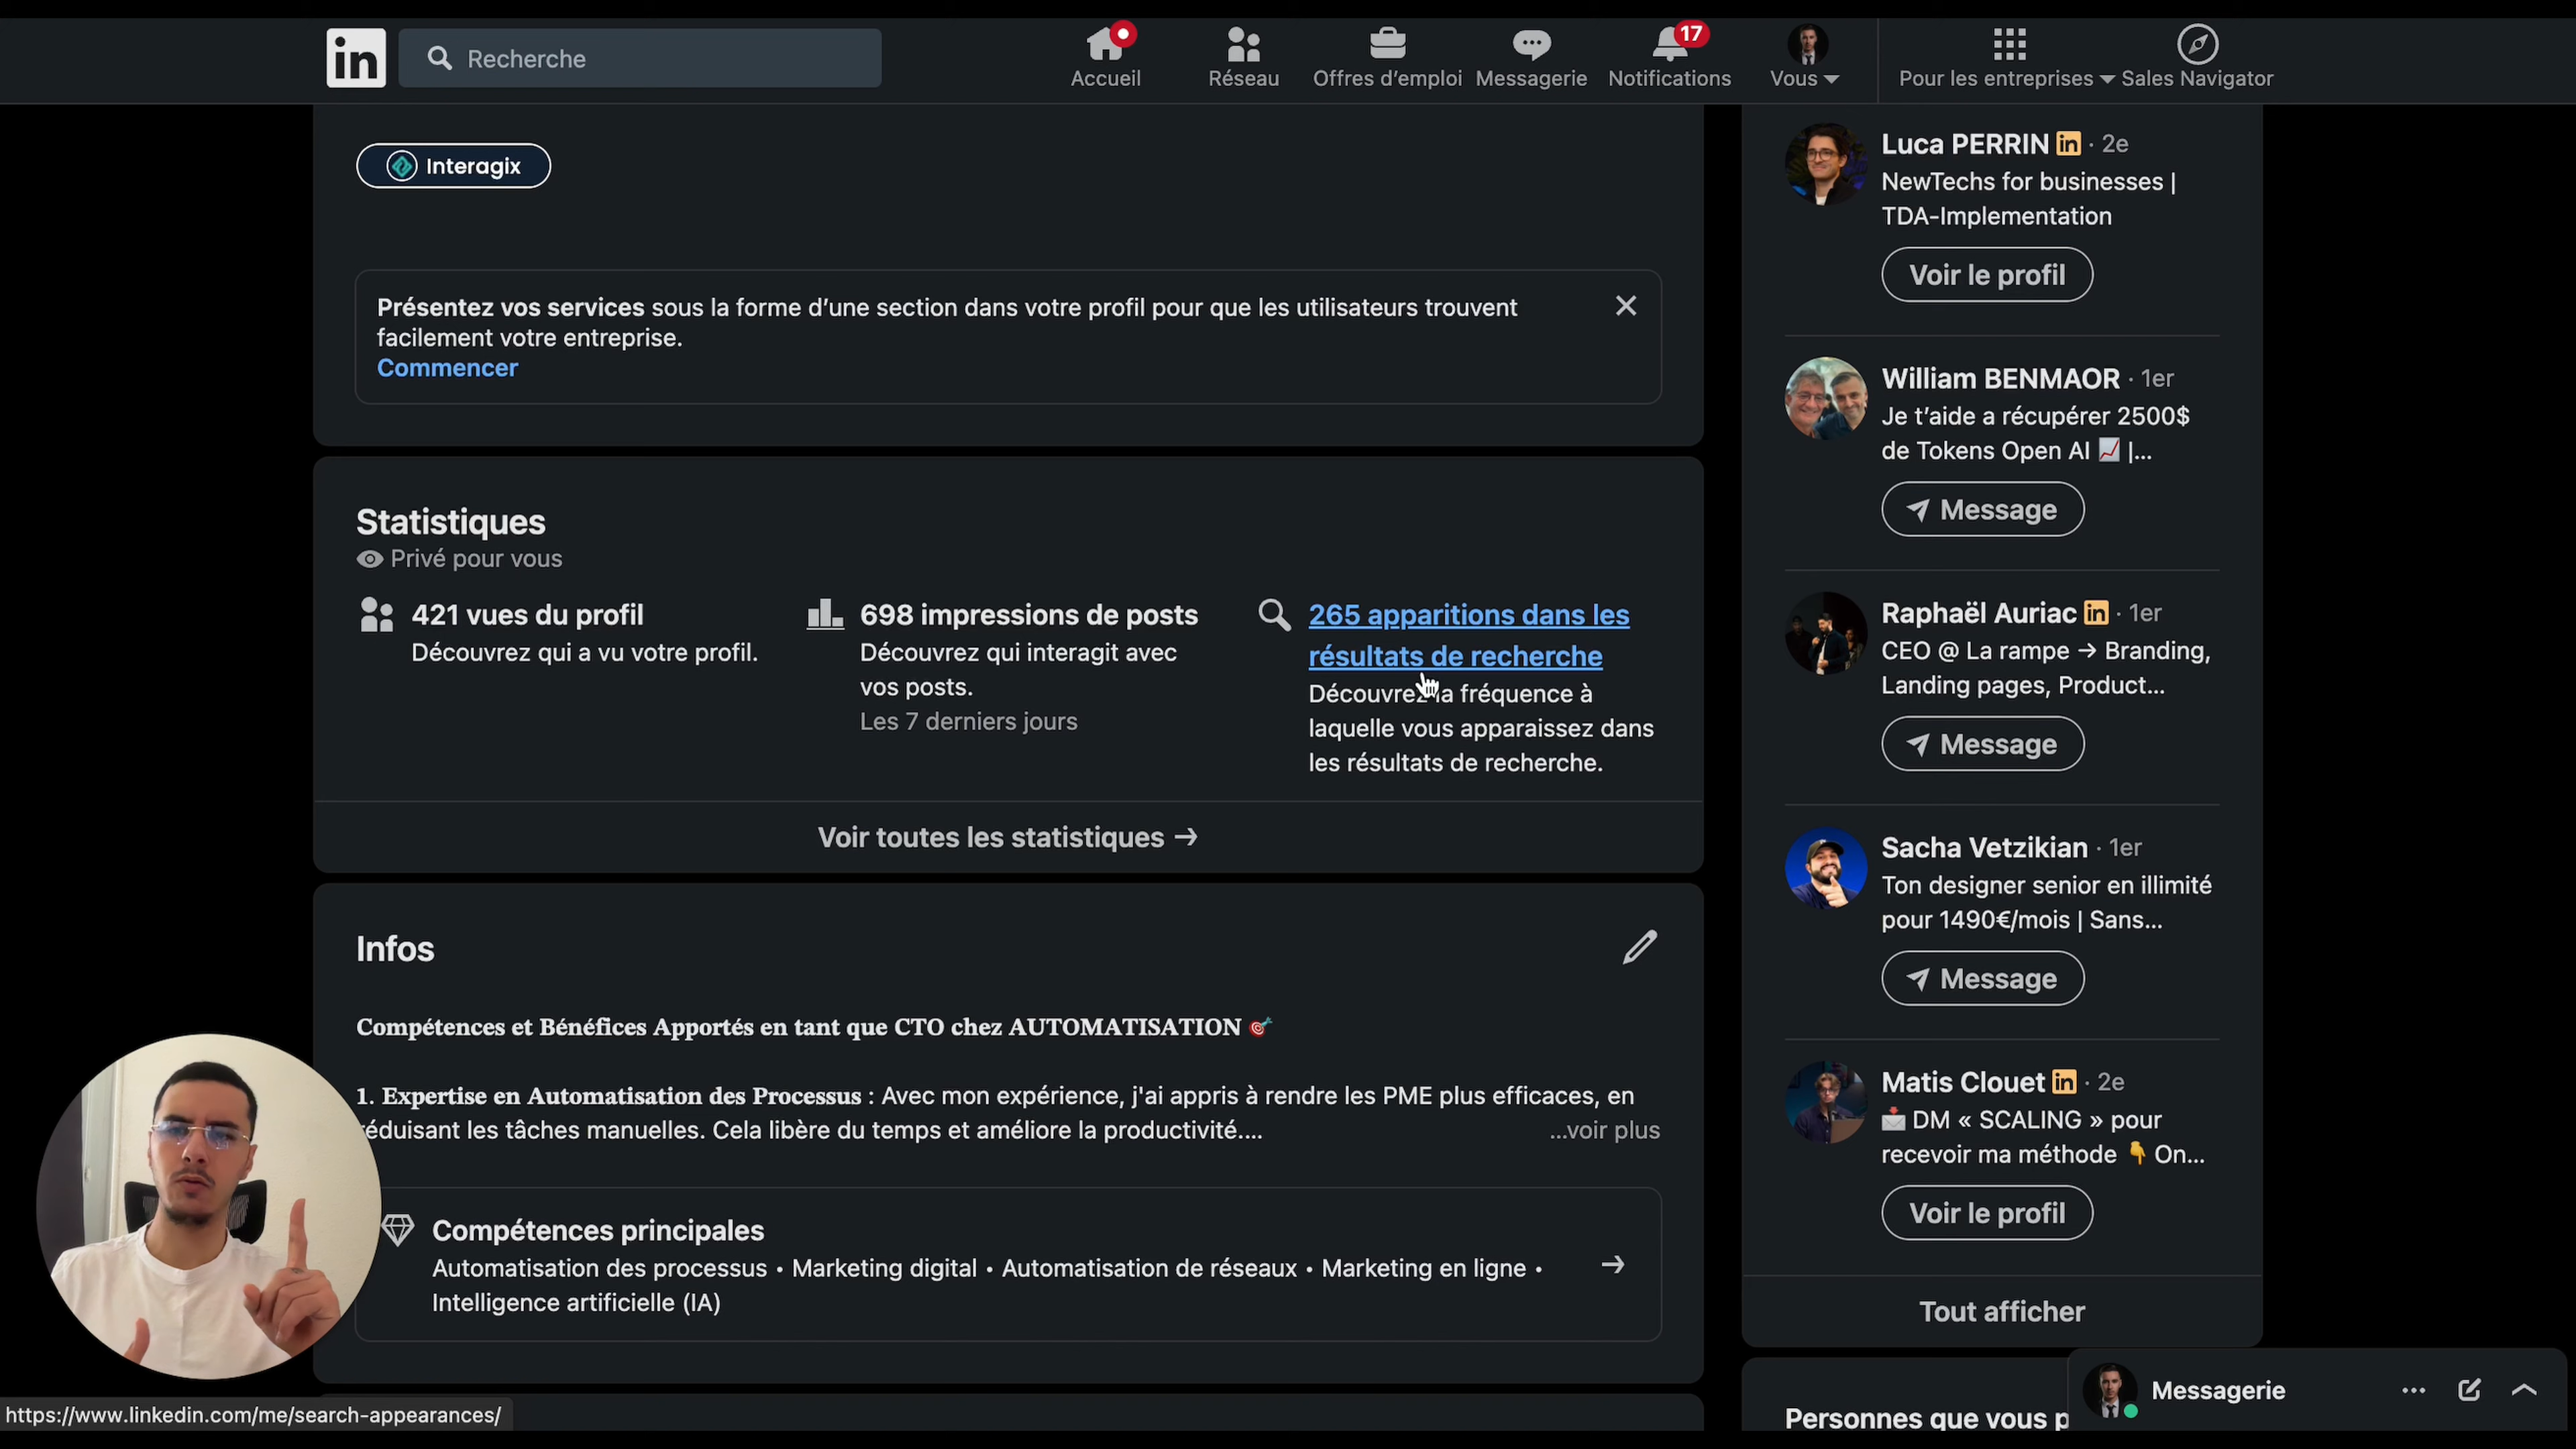 in
Recherche
Accueil
Réseau
Offres d'emploi
Messagerie
17
Notifications
Vous
Pour les entreprises
Sales Navigator
Interagix
Présentez vos services sous la forme d'une section dans votre profil pour que les utilisateurs trouvent
facilement votre entreprise.
Commencer
Statistiques
Privé pour vous
421 vues du profil
Découvrez qui a vu votre profil.
698 impressions de posts
Découvrez qui interagit avec
vos posts.
Les 7 derniers jours
265 apparitions dans les
résultats de recherche
Découvrez la fréquence à
laquelle vous apparaissez dans
les résultats de recherche.
Voir toutes les statistiques →
Infos
Compétences et Bénéfices Apportés en tant que CTO chez AUTOMATISATION 🎯
1. Expertise en Automatisation des Processus : Avec mon expérience, j'ai appris à rendre les PME plus efficaces, en
réduisant les tâches manuelles. Cela libère du temps et améliore la productivité....
...voir plus
Compétences principales
Automatisation des processus • Marketing digital • Automatisation de réseaux • Marketing en ligne •
Intelligence artificielle (IA)
Luca PERRIN in · 2e
NewTechs for businesses |
TDA-Implementation
Voir le profil
William BENMAOR · 1er
Je t'aide a récupérer 2500$
de Tokens Open AI 📈 |...
Message
Raphaël Auriac in · 1er
CEO @ La rampe → Branding,
Landing pages, Product...
Message
Sacha Vetzikian · 1er
Ton designer senior en illimité
pour 1490€/mois | Sans...
Message
Matis Clouet in · 2e
📩 DM « SCALING » pour
recevoir ma méthode 👇 On...
Voir le profil
Tout afficher
Personnes que vous p
Messagerie
https://www.linkedin.com/me/search-appearances/